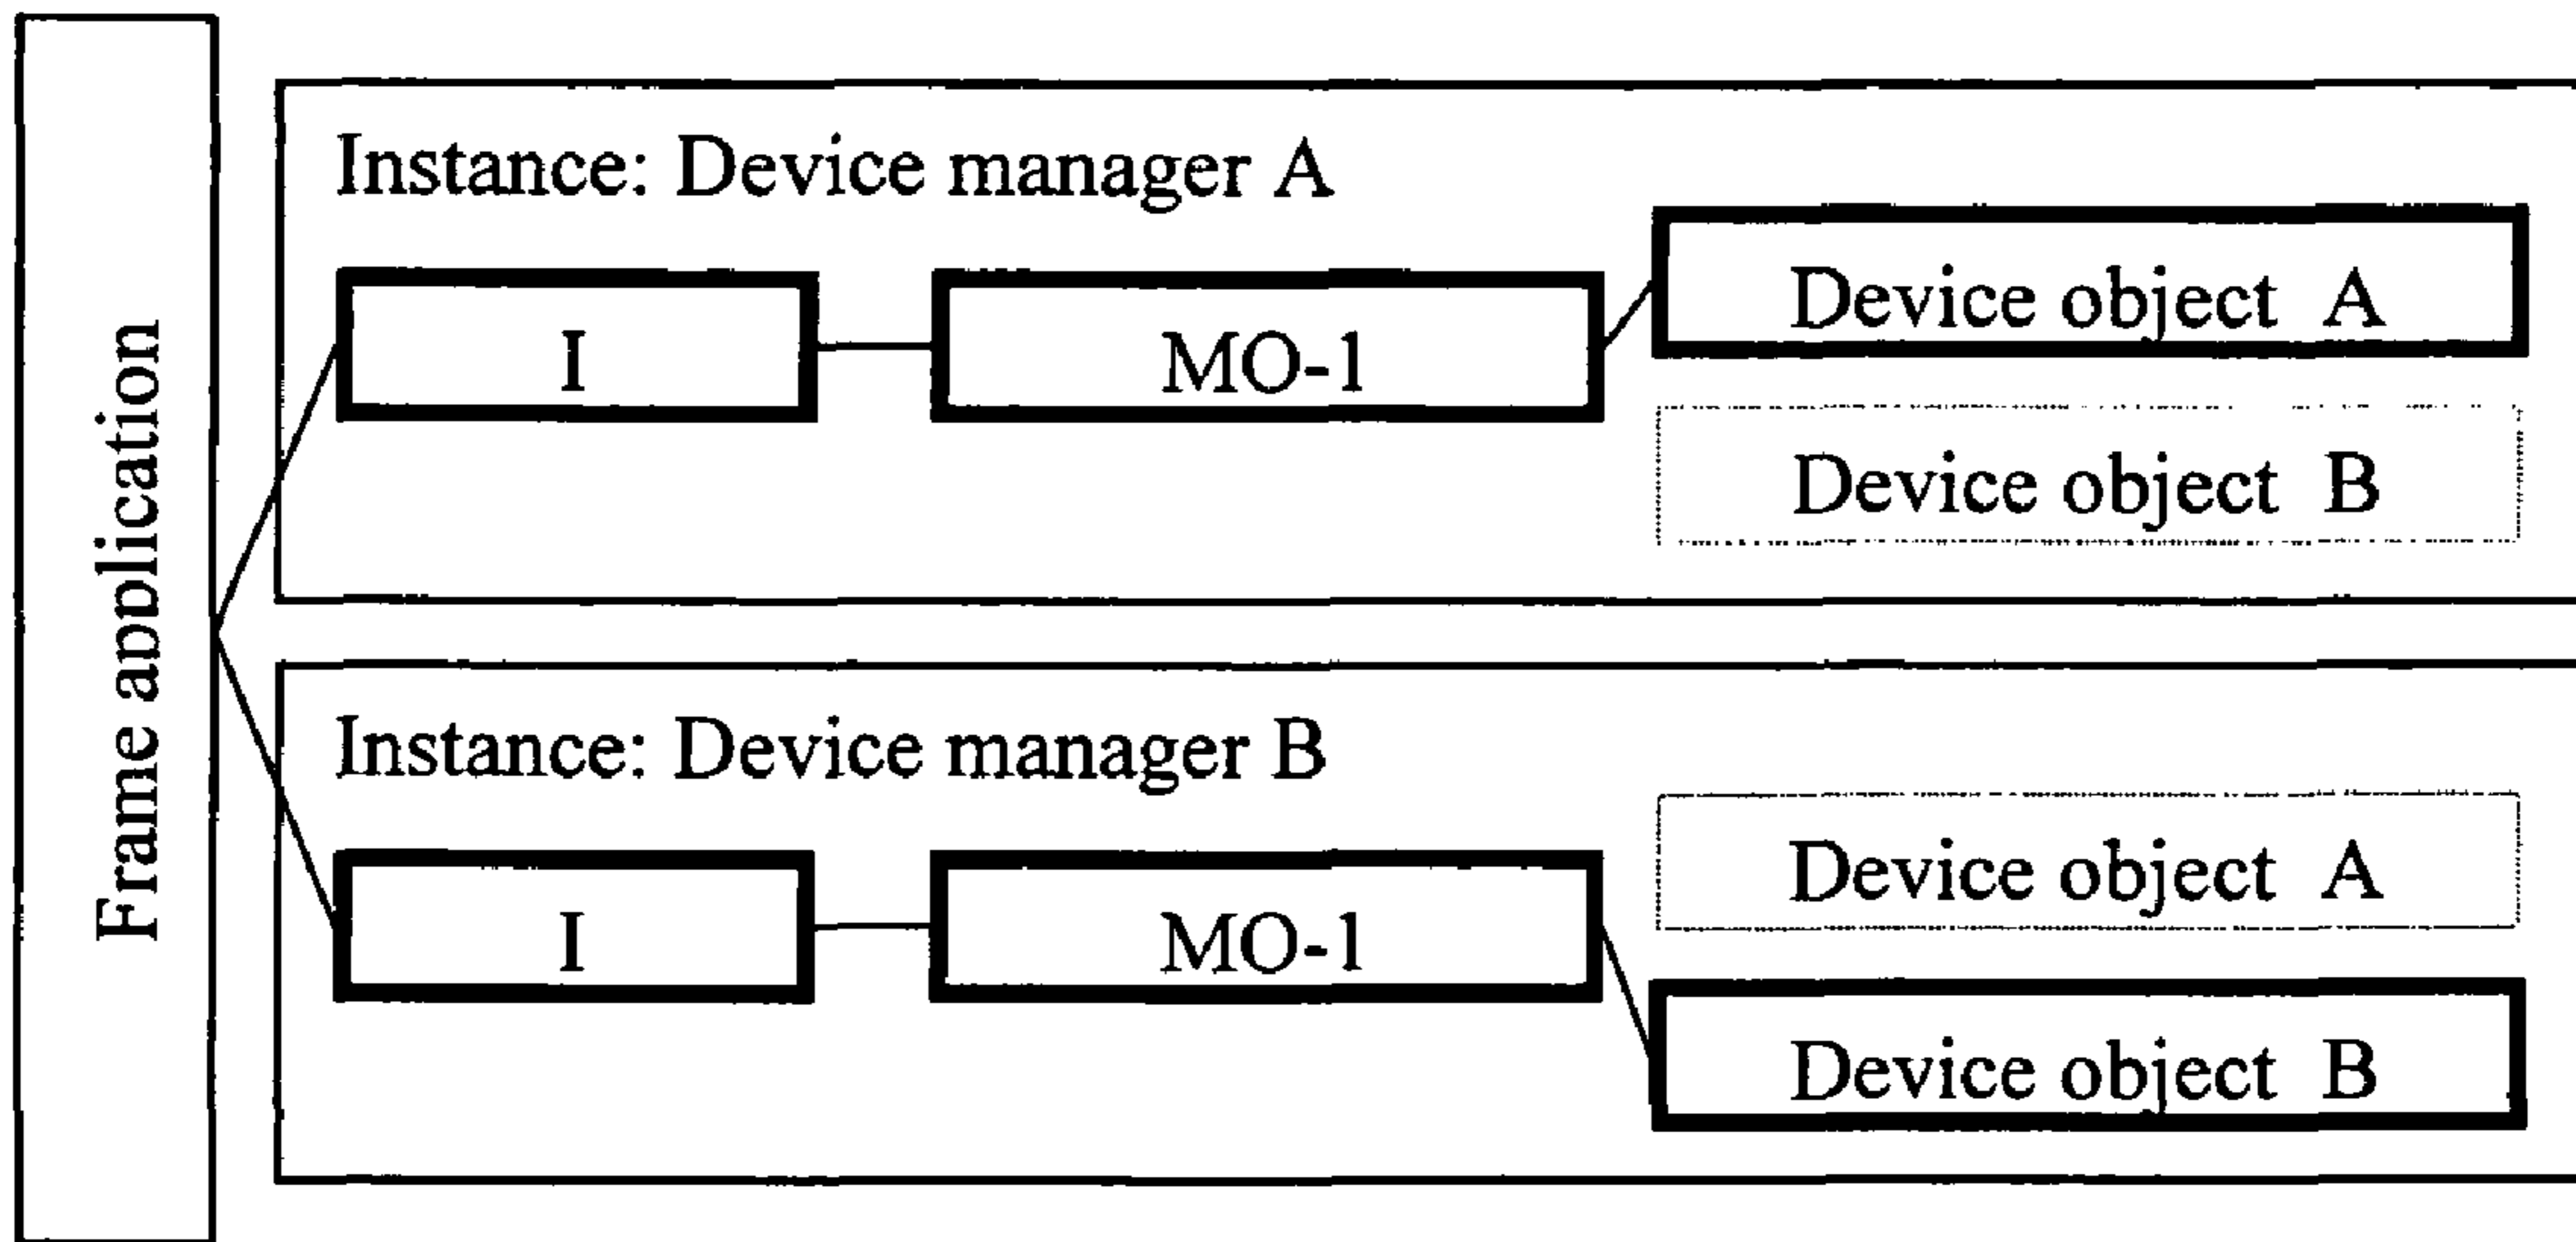 Frame application
Instance: Device manager A
I
MO-1
Device object A
Device object B
Instance: Device manager B
I
MO-1
Device object A
Device object B